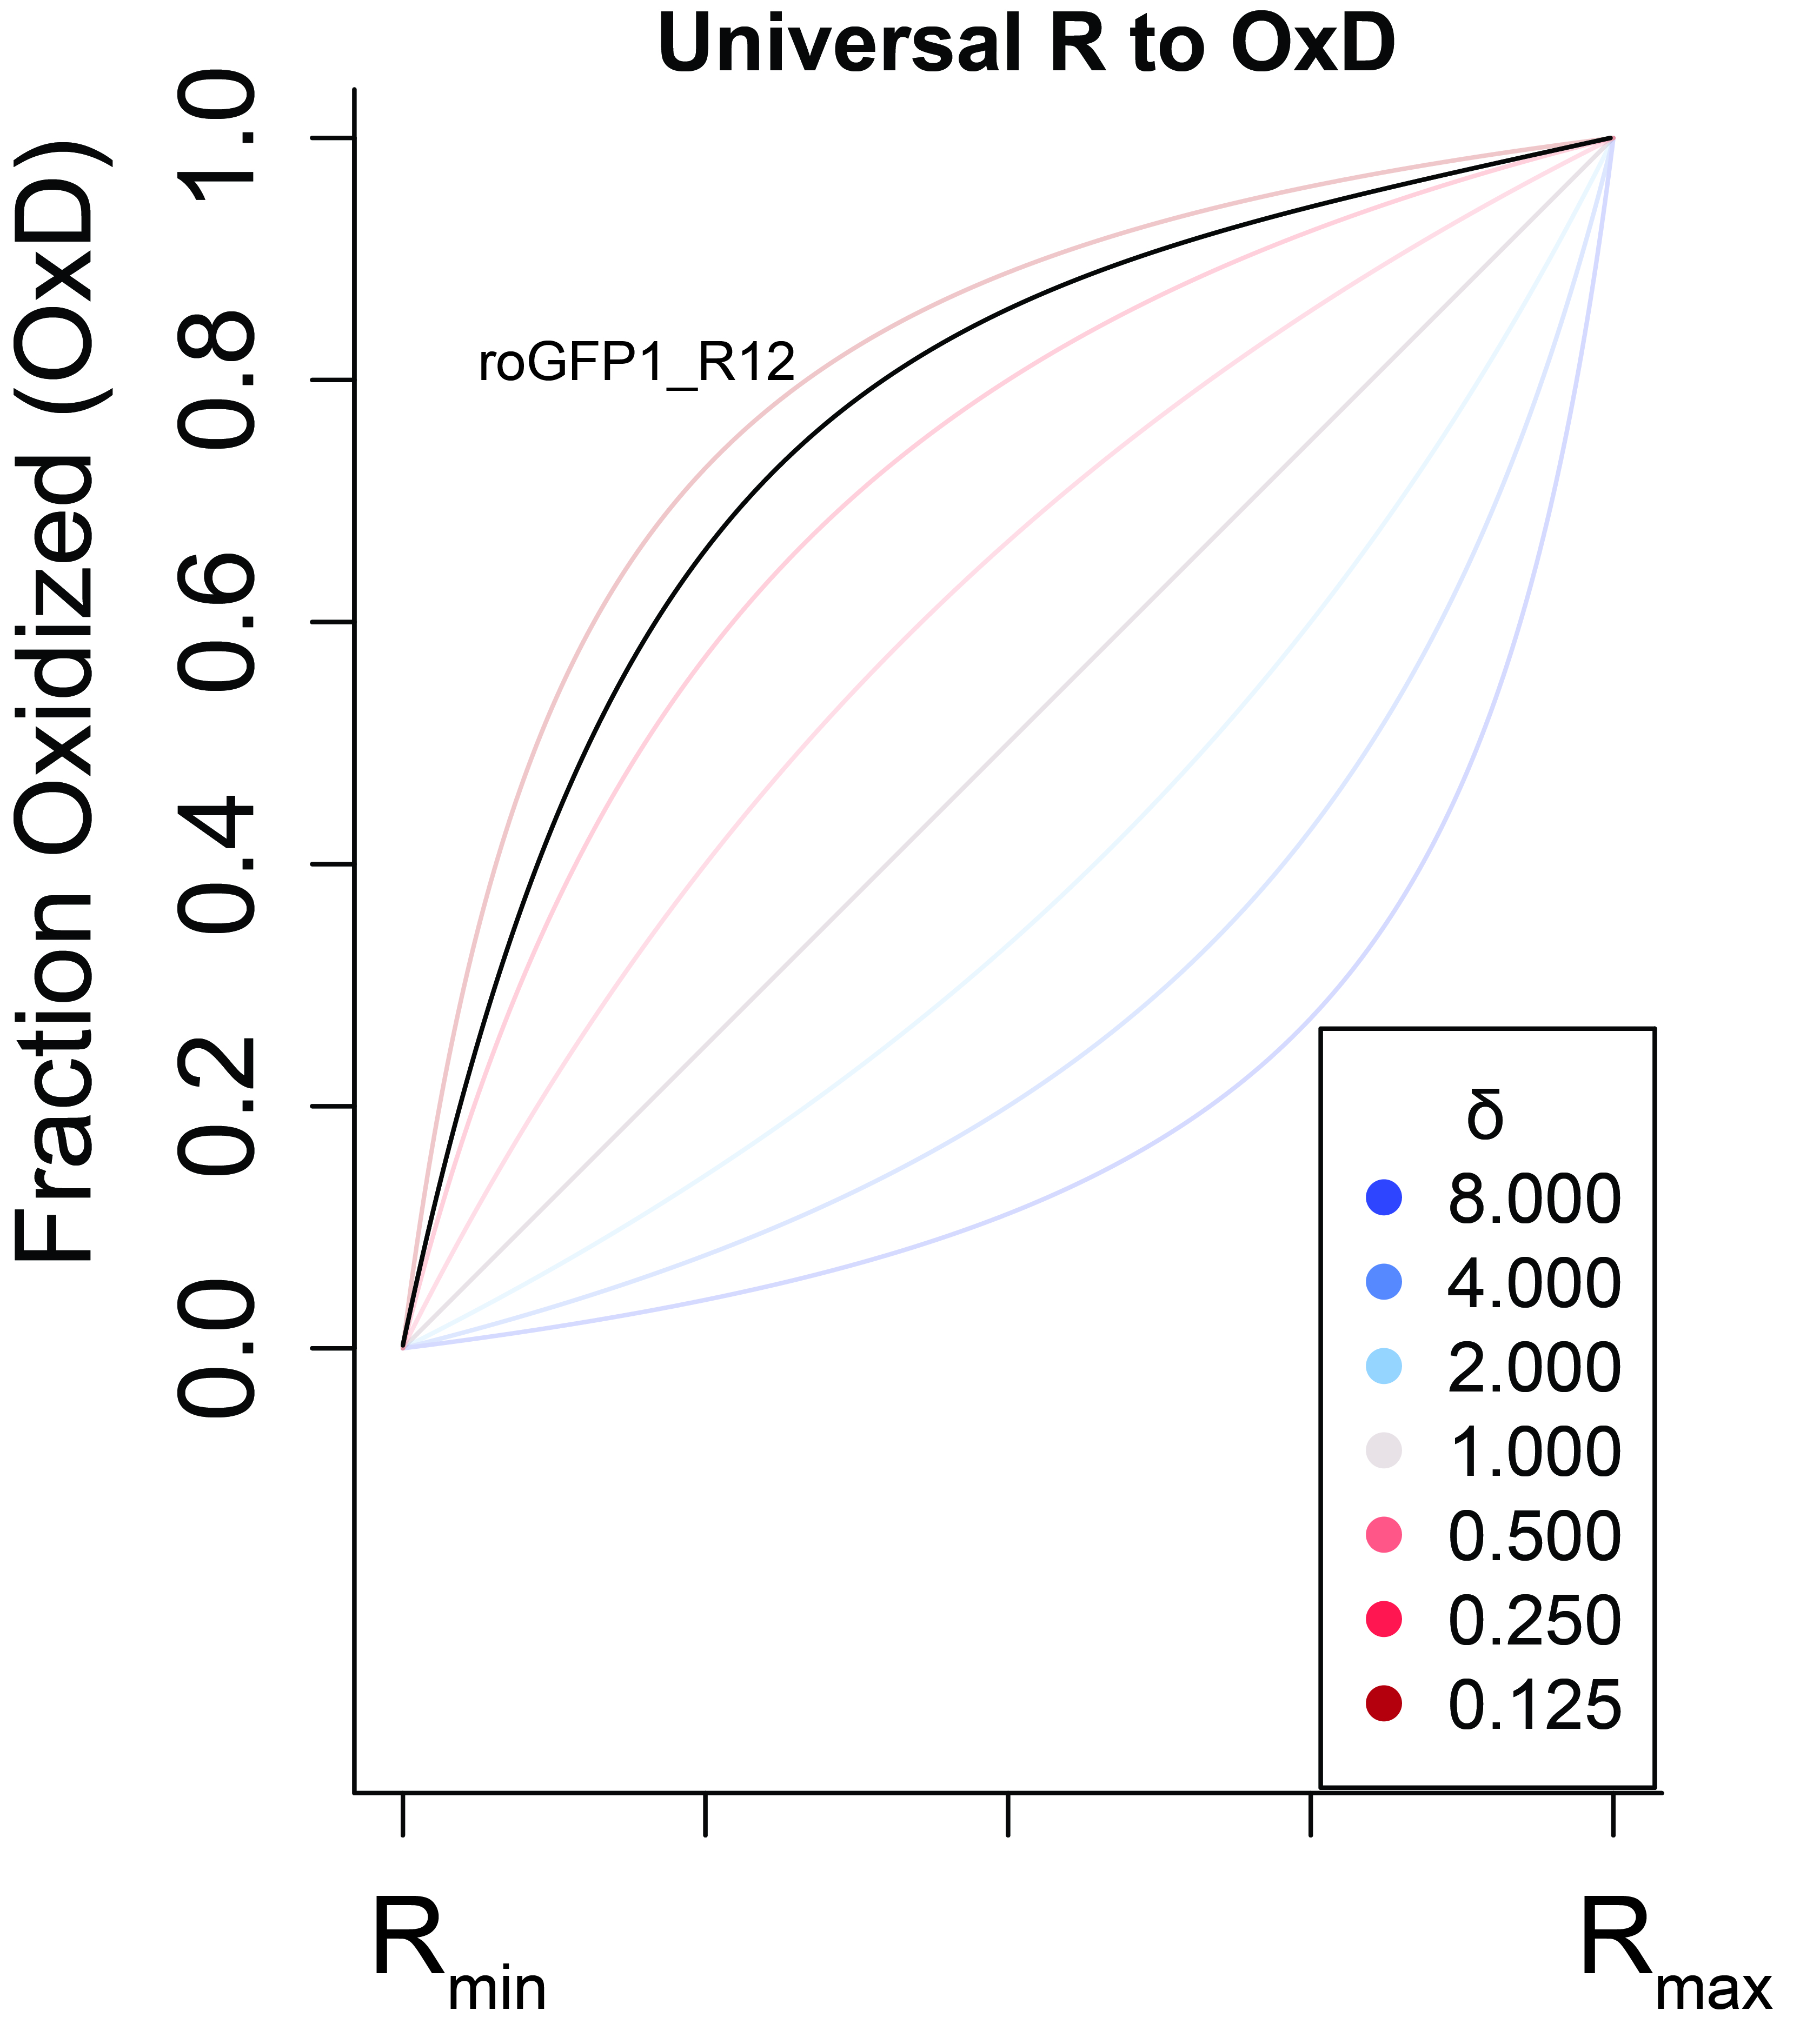 Universal R to OxD
Fraction Oxidized (OxD)
1.0
0.8
0.6
0.4
0.2
0.0
roGFP1_R12
δ
8.000
4.000
2.000
1.000
0.500
0.250
0.125
Rmin
Rmax